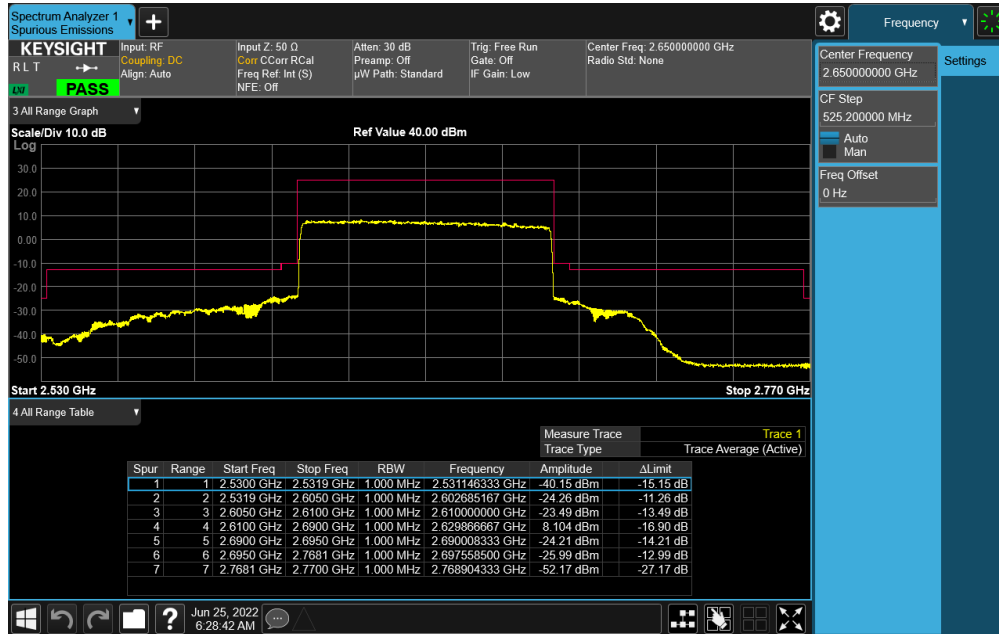 Spectrum Analyzer 1
Spurious Emissions
Frequency
KEYSIGHT
R L T
LXI
PASS
Input: RF
Coupling: DC
Align: Auto
Input Z: 50 Ω
Corr CCorr RCal
Freq Ref: Int (S)
NFE: Off
Atten: 30 dB
Preamp: Off
µW Path: Standard
Trig: Free Run
Gate: Off
IF Gain: Low
Center Freq: 2.650000000 GHz
Radio Std: None
Center Frequency
2.650000000 GHz
Settings
CF Step
525.200000 MHz
Auto
Man
Freq Offset
0 Hz
3 All Range Graph
Scale/Div 10.0 dB
Ref Value 40.00 dBm
Log
30.0
20.0
10.0
0.00
-10.0
-20.0
-30.0
-40.0
-50.0
Start 2.530 GHz
Stop 2.770 GHz
4 All Range Table
Measure Trace Trace 1
Trace Type Trace Average (Active)
Spur Range Start Freq Stop Freq RBW Frequency Amplitude ΔLimit
1 1 2.5300 GHz 2.5319 GHz 1.000 MHz 2.531146333 GHz -40.15 dBm -15.15 dB
2 2 2.5319 GHz 2.6050 GHz 1.000 MHz 2.602685167 GHz -24.26 dBm -11.26 dB
3 3 2.6050 GHz 2.6100 GHz 1.000 MHz 2.610000000 GHz -23.49 dBm -13.49 dB
4 4 2.6100 GHz 2.6900 GHz 1.000 MHz 2.629866667 GHz 8.104 dBm -16.90 dB
5 5 2.6900 GHz 2.6950 GHz 1.000 MHz 2.690008333 GHz -24.21 dBm -14.21 dB
6 6 2.6950 GHz 2.7681 GHz 1.000 MHz 2.697558500 GHz -25.99 dBm -12.99 dB
7 7 2.7681 GHz 2.7700 GHz 1.000 MHz 2.768904333 GHz -52.17 dBm -27.17 dB
Jun 25, 2022
6:28:42 AM